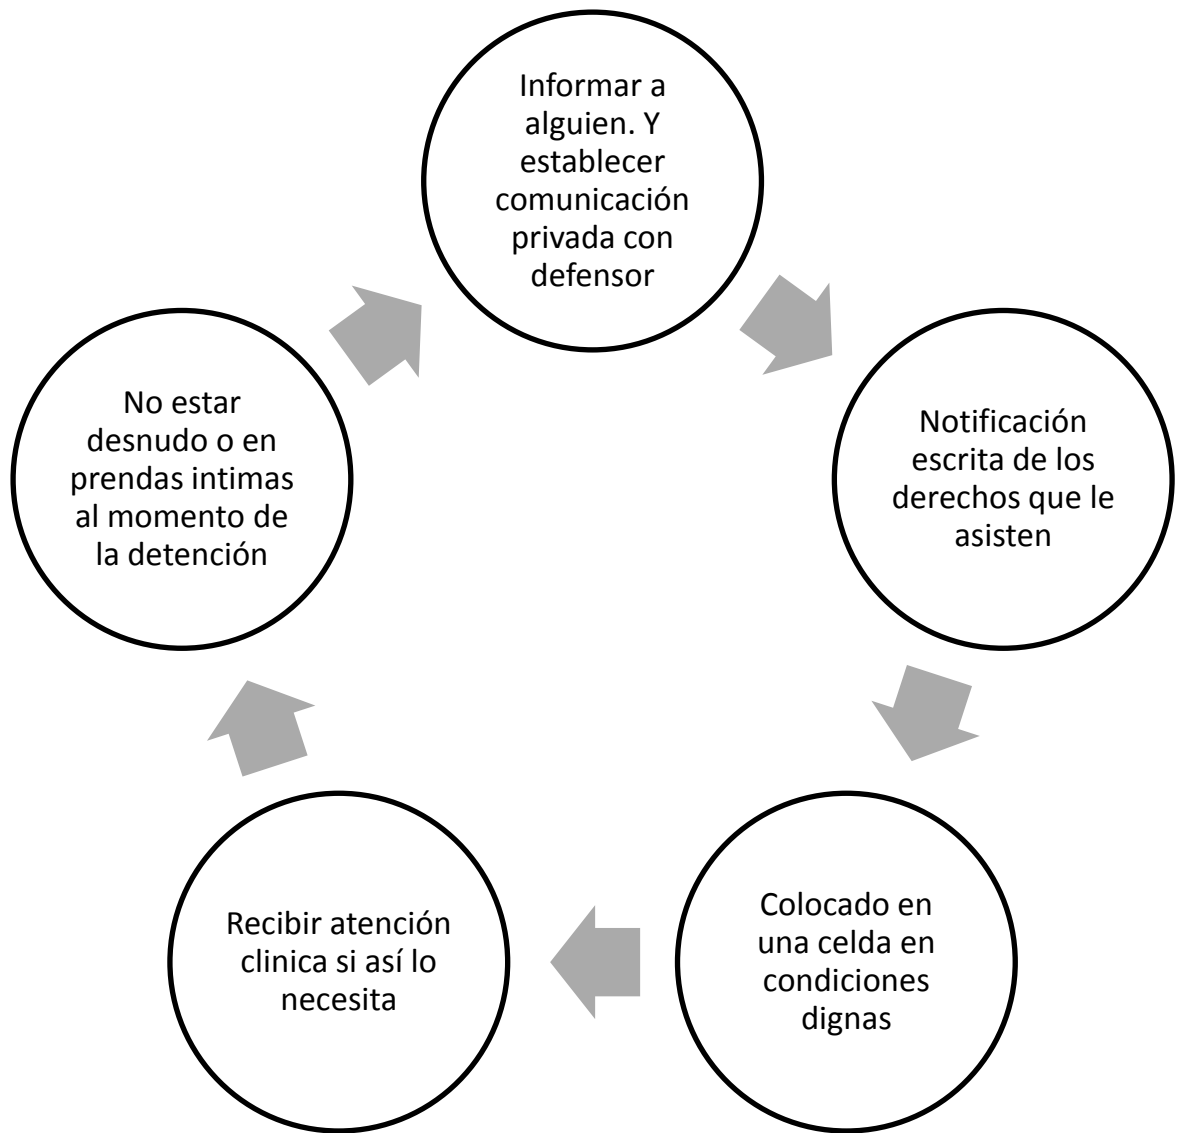 Informar a
alguien. Y
establecer
comunicación
privada con
defensor
Notificación
escrita de los
derechos que le
asisten
Colocado en
una celda en
condiciones
dignas
Recibir atención
clinica si así lo
necesita
No estar
desnudo o en
prendas intimas
al momento de
la detención